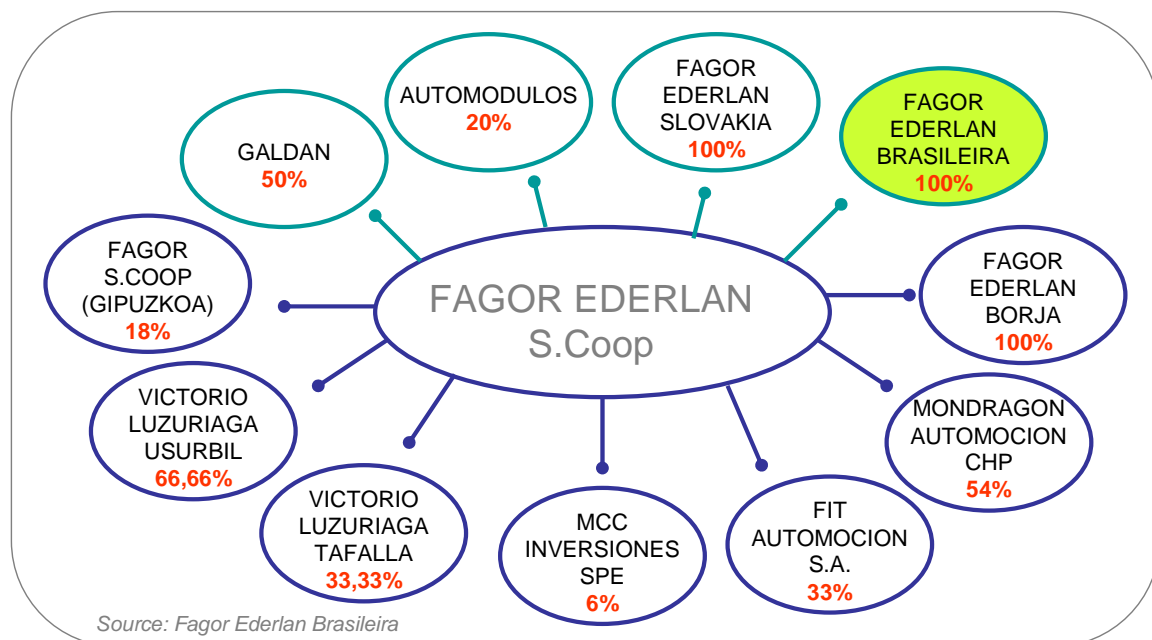 AUTOMODULOS
20%
FAGOR
EDERLAN
SLOVAKIA
100%
FAGOR
EDERLAN
BRASILEIRA
100%
GALDAN
50%
FAGOR
S.COOP
(GIPUZKOA)
18%
FAGOR EDERLAN
S.Coop
FAGOR
EDERLAN
BORJA
100%
VICTORIO
LUZURIAGA
USURBIL
66,66%
MONDRAGON
AUTOMOCION
CHP
54%
VICTORIO
LUZURIAGA
TAFALLA
33,33%
MCC
INVERSIONES
SPE
6%
FIT
AUTOMOCION
S.A.
33%
Source: Fagor Ederlan Brasileira